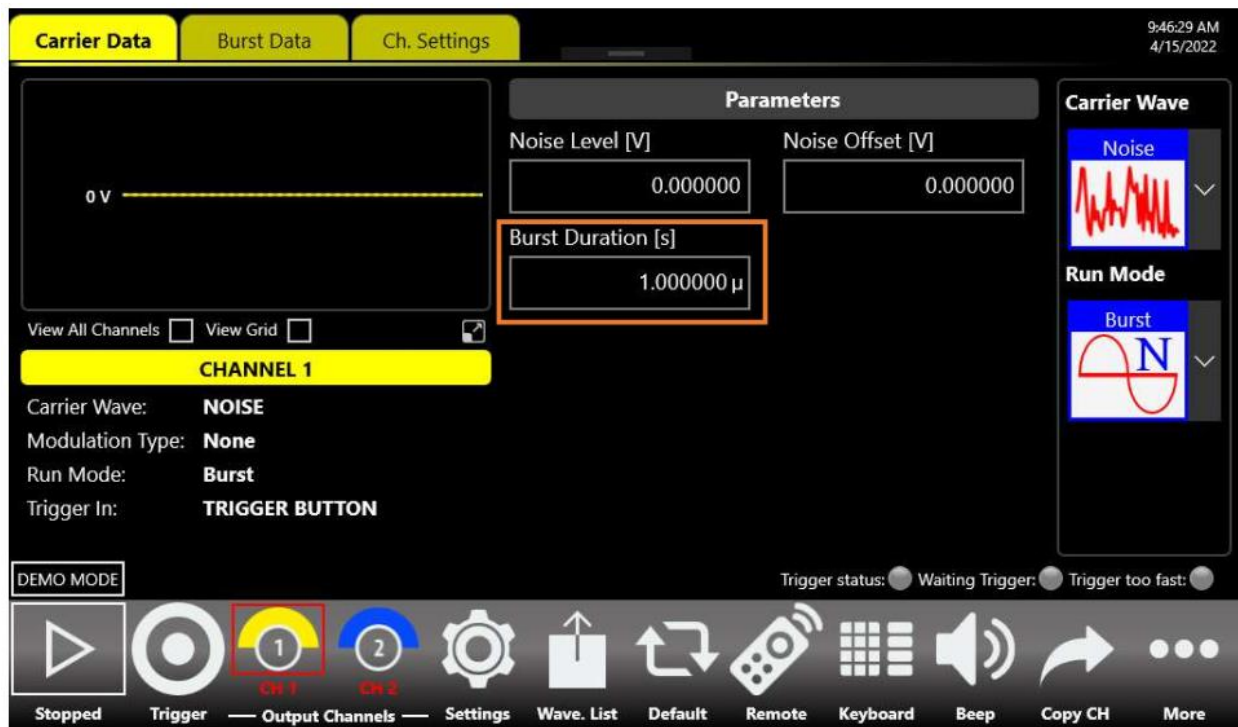 Carrier Data
Burst Data
Ch. Settings
9:46:29 AM
4/15/2022
0 V
View All Channels
View Grid
CHANNEL 1
Carrier Wave: NOISE
Modulation Type: None
Run Mode: Burst
Trigger In: TRIGGER BUTTON
Parameters
Noise Level [V]
0.000000
Noise Offset [V]
0.000000
Burst Duration [s]
1.000000 µ
Carrier Wave
Noise
Run Mode
Burst
N
DEMO MODE
Trigger status:
Waiting Trigger:
Trigger too fast:
1
CH 1
2
CH 2
Stopped
Trigger
Output Channels
Settings
Wave. List
Default
Remote
Keyboard
Beep
Copy CH
More